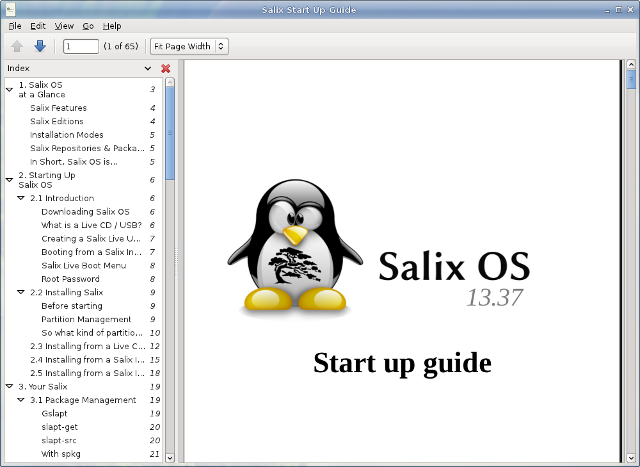 Salix Start Up Guide
File Edit View Go Help
1 (1 of 65) Fit Page Width
Index
1. Salix OS
at a Glance 3
Salix Features 4
Salix Editions 4
Installation Modes 5
Salix Repositories & Packa... 5
In Short, Salix OS is... 5
2. Starting Up
Salix OS 6
2.1 Introduction 6
Downloading Salix OS 6
What is a Live CD / USB? 6
Creating a Salix Live U... 7
Booting from a Salix In... 7
Salix Live Boot Menu 8
Root Password 8
2.2 Installing Salix 9
Before starting 9
Partition Management 9
So what kind of partitio... 10
2.3 Installing from a Live C... 12
2.4 Installing from a Salix I... 15
2.5 Installing from a Salix I... 18
3. Your Salix 19
3.1 Package Management 19
Gslapt 19
slapt-get 20
slapt-src 20
With spkg 21
Salix OS
13.37
Start up guide